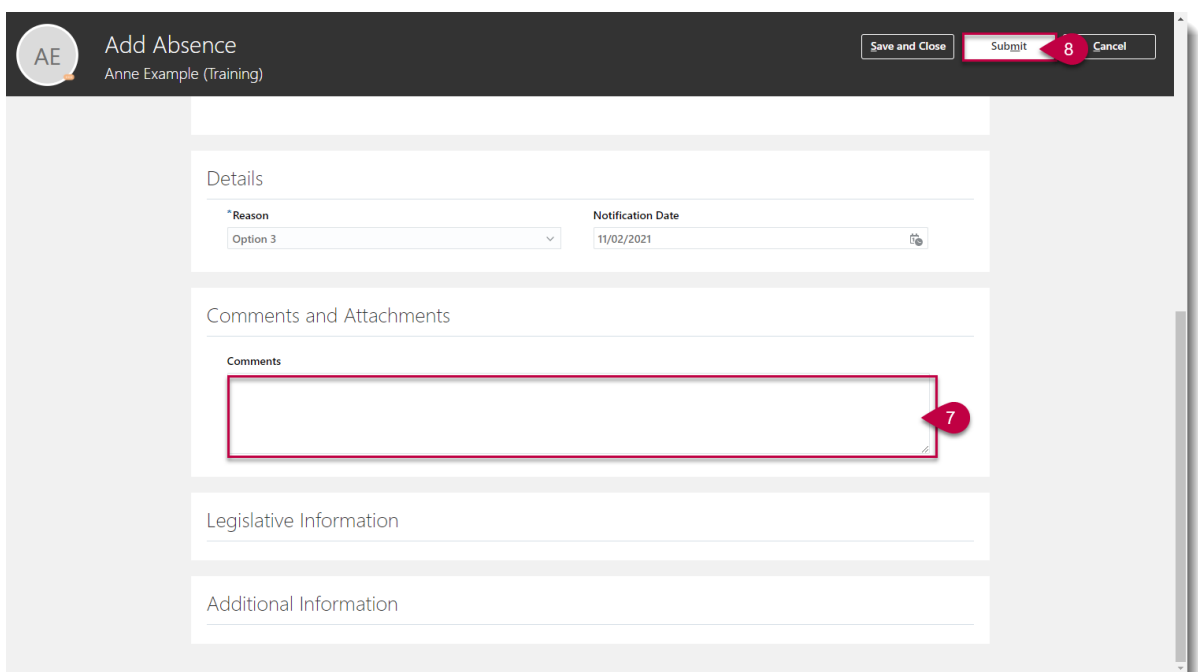 AE
Add Absence
Anne Example (Training)
Save and Close
Submit
8
Cancel
Details
*Reason
Notification Date
Option 3
11/02/2021
Comments and Attachments
Comments
7
Legislative Information
Additional Information